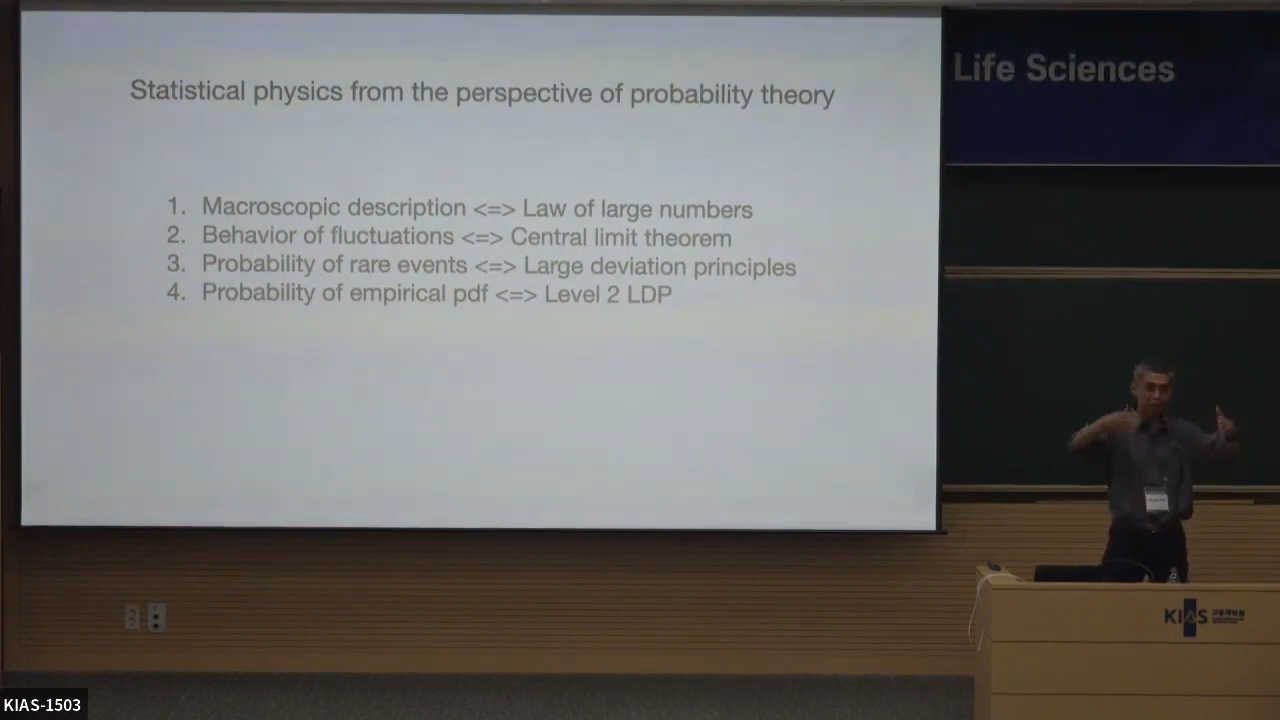 Statistical physics from the perspective of probability theory
1. Macroscopic description <=> Law of large numbers
2. Behavior of fluctuations <=> Central limit theorem
3. Probability of rare events <=> Large deviation principles
4. Probability of empirical pdf <=> Level 2 LDP
Life Sciences
KIAS
KIAS-1503